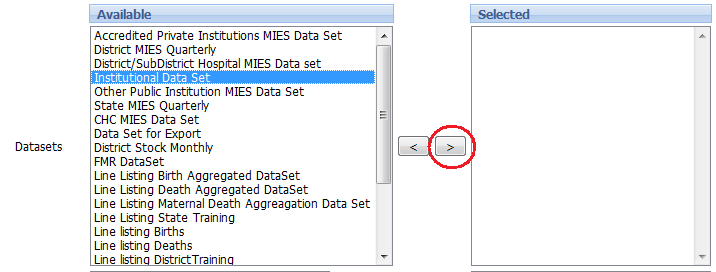 Available
Selected
Accredited Private Institutions MIES Data Set
District MIES Quarterly
District/SubDistrict Hospital MIES Data set
Institutional Data Set
Other Public Institution MIES Data Set
State MIES Quarterly
CHC MIES Data Set
Data Set for Export
District Stock Monthly
FMR DataSet
Line Listing Birth Aggregated DataSet
Line Listing Death Aggregated DataSet
Line Listing Maternal Death Aggreagation Data Set
Line Listing State Training
Line listing Births
Line listing Deaths
Line listing DistrictTraining
Datasets
<
>